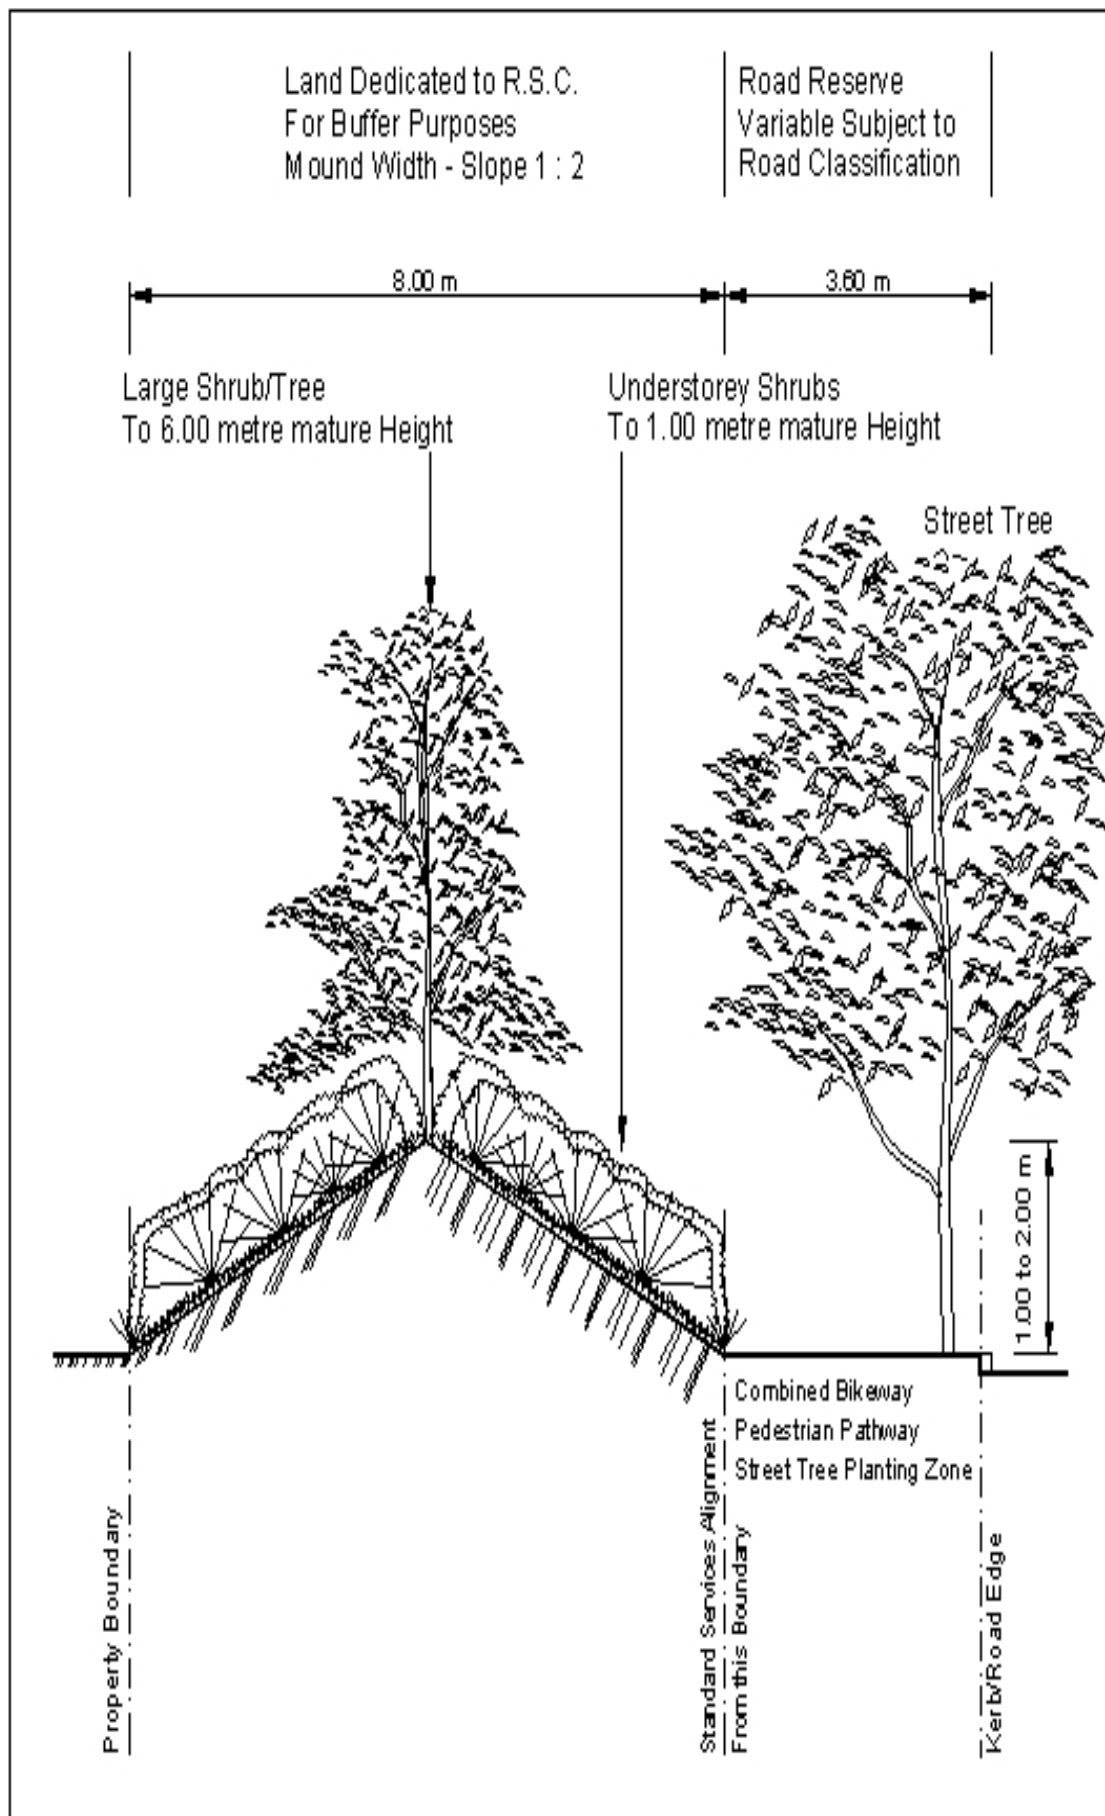 Land Dedicated to R.S.C.
For Buffer Purposes
Mound Width - Slope 1 : 2
Road Reserve
Variable Subject to
Road Classification
8.00 m
3.60 m
Large Shrub/Tree
To 6.00 metre mature Height
Understorey Shrubs
To 1.00 metre mature Height
Street Tree
1.00 to 2.00 m
Combined Bikeway
Pedestrian Pathway
Street Tree Planting Zone
Property Boundary
Standard Services Alignment
From this Boundary
Kerb/Road Edge